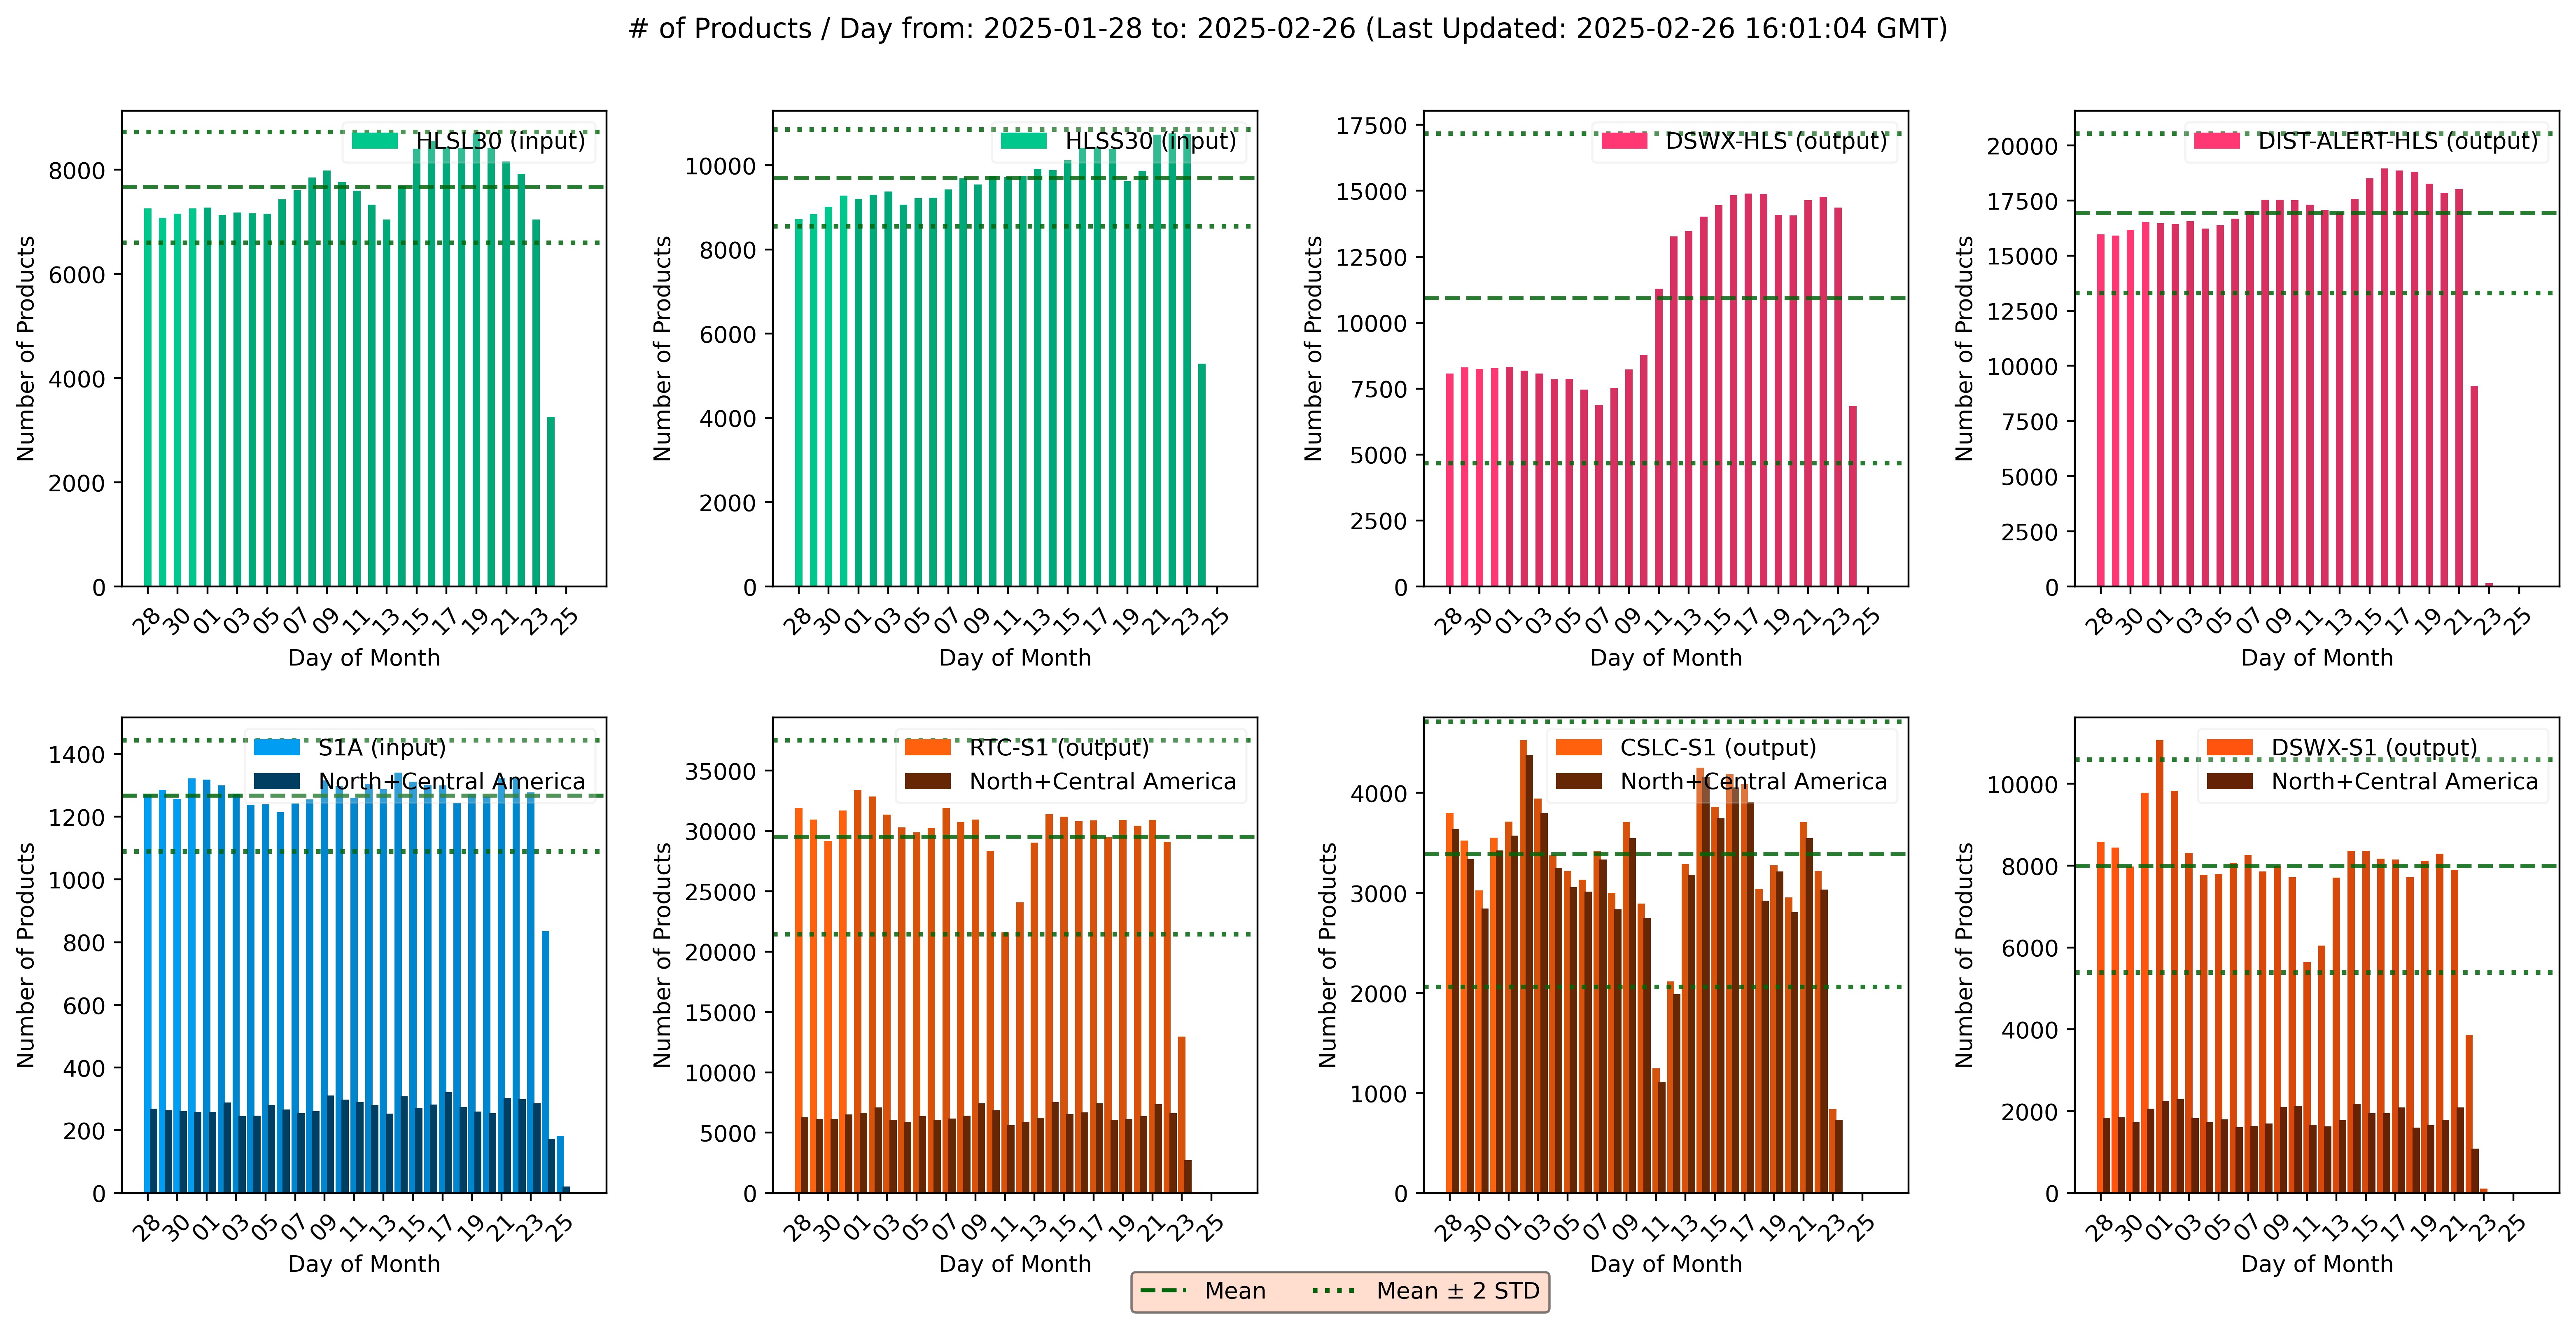 # of Products / Day from: 2025-01-28 to: 2025-02-26 (Last Updated: 2025-02-26 16:01:04 GMT)
HLSL30 (input)
Number of Products
8000
6000
4000
2000
0
28 30 01 03 05 07 09 11 13 15 17 19 21 23 25
Day of Month
HLSS30 (input)
Number of Products
10000
8000
6000
4000
2000
0
28 30 01 03 05 07 09 11 13 15 17 19 21 23 25
Day of Month
DSWX-HLS (output)
Number of Products
17500
15000
12500
10000
7500
5000
2500
0
28 30 01 03 05 07 09 11 13 15 17 19 21 23 25
Day of Month
DIST-ALERT-HLS (output)
Number of Products
20000
17500
15000
12500
10000
7500
5000
2500
0
28 30 01 03 05 07 09 11 13 15 17 19 21 23 25
Day of Month
S1A (input)
North+Central America
Number of Products
1400
1200
1000
800
600
400
200
0
28 30 01 03 05 07 09 11 13 15 17 19 21 23 25
Day of Month
RTC-S1 (output)
North+Central America
Number of Products
35000
30000
25000
20000
15000
10000
5000
0
28 30 01 03 05 07 09 11 13 15 17 19 21 23 25
Day of Month
CSLC-S1 (output)
North+Central America
Number of Products
4000
3000
2000
1000
0
28 30 01 03 05 07 09 11 13 15 17 19 21 23 25
Day of Month
DSWX-S1 (output)
North+Central America
Number of Products
10000
8000
6000
4000
2000
0
28 30 01 03 05 07 09 11 13 15 17 19 21 23 25
Day of Month
Mean
Mean ± 2 STD